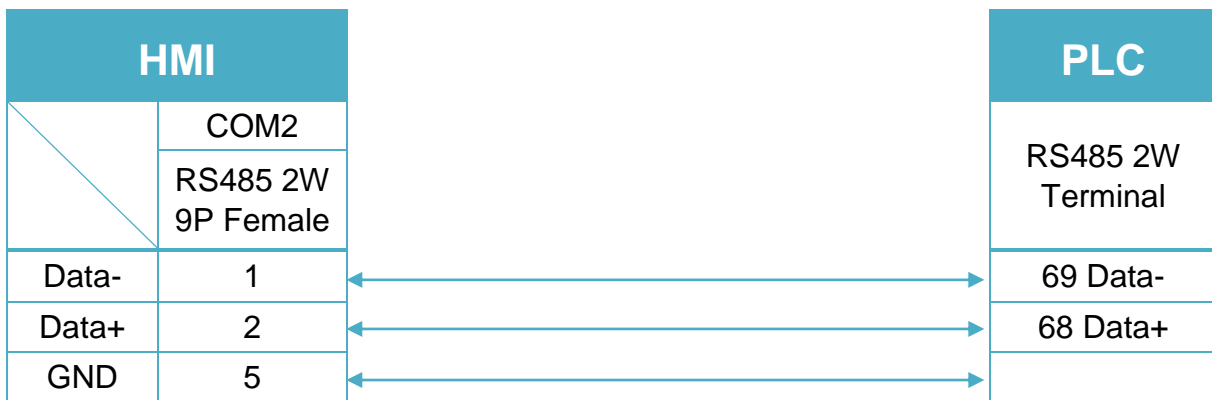 HMI
PLC
COM2
RS485 2W
9P Female
RS485 2W
Terminal
Data- 1 69 Data-
Data+ 2 68 Data+
GND 5